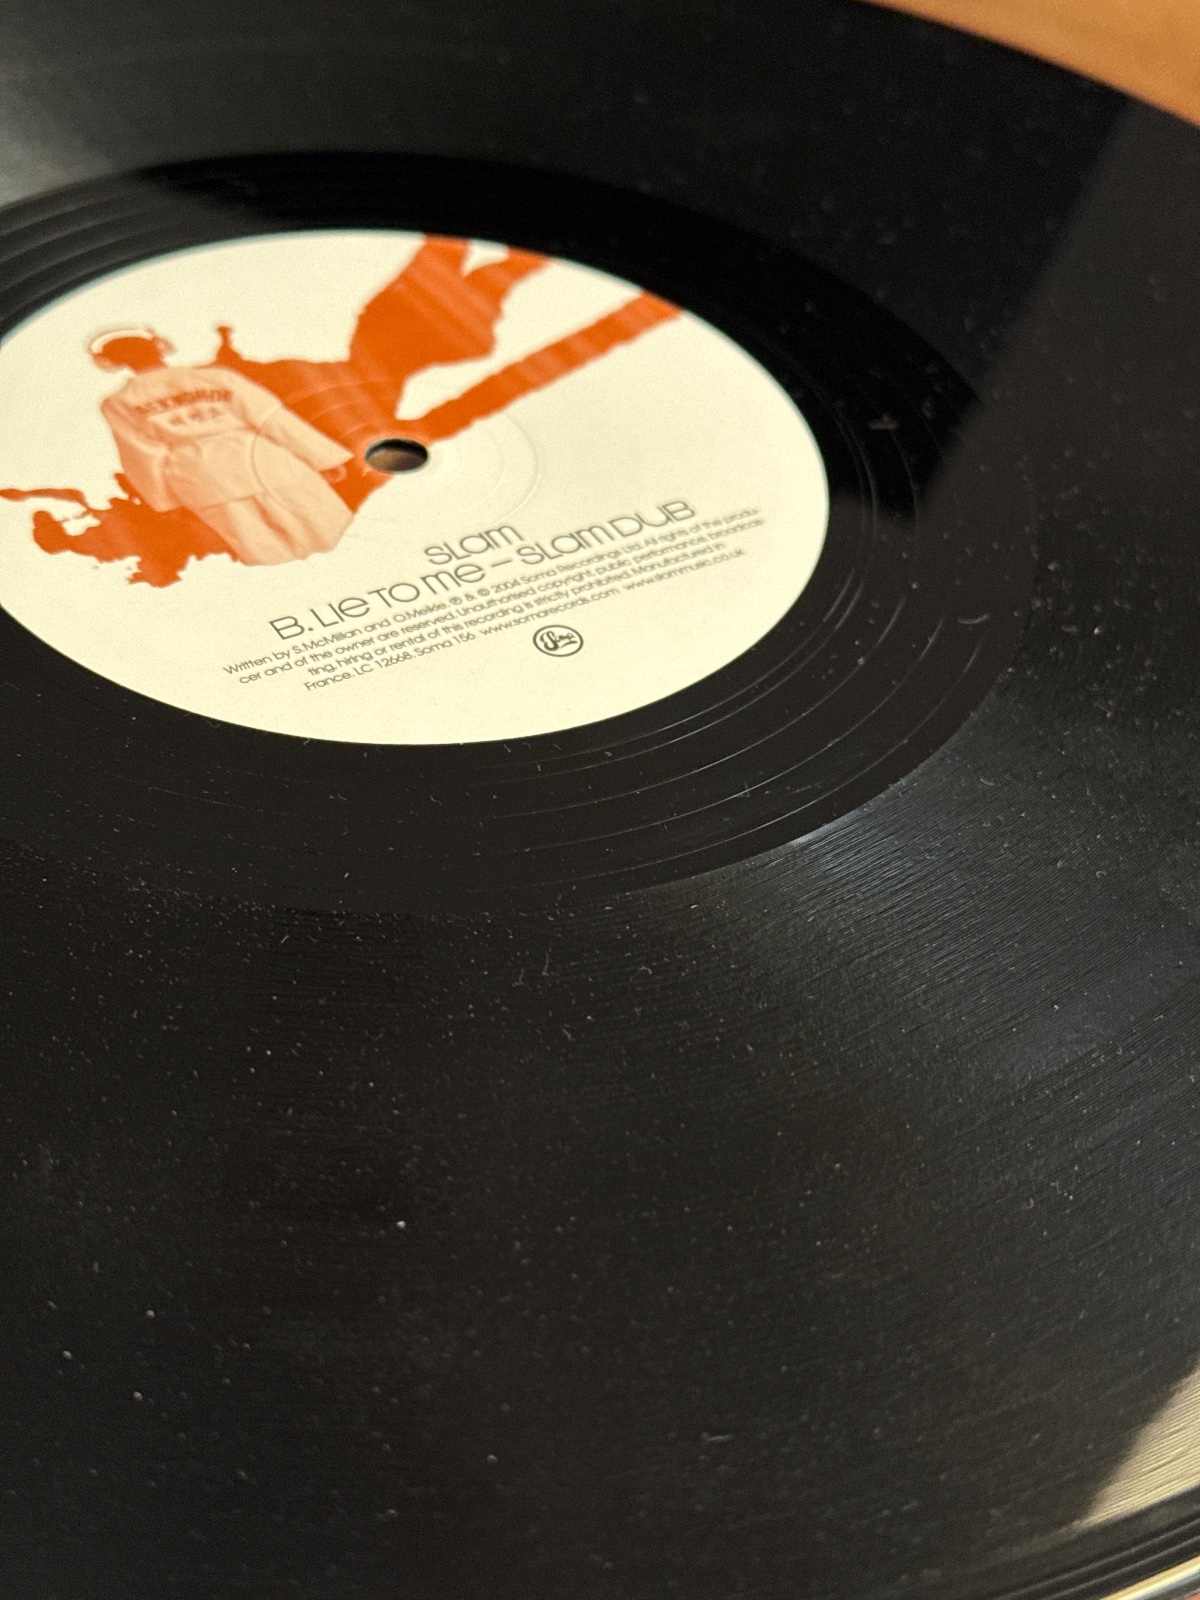 Slam
B. Lie To Me – Slam Dub
Written by S.McMillan and O.Meikle. ℗ & © 2004 Soma Recordings Ltd. All rights of the produ-
cer and of the owner are reserved. Unauthorised copyright, public performance, broadcas-
ting, hiring or rental of this recording is strictly prohibited. Manufactured in
France. LC 12668. Soma 156 www.somarecords.com www.slammusic.co.uk
Soma